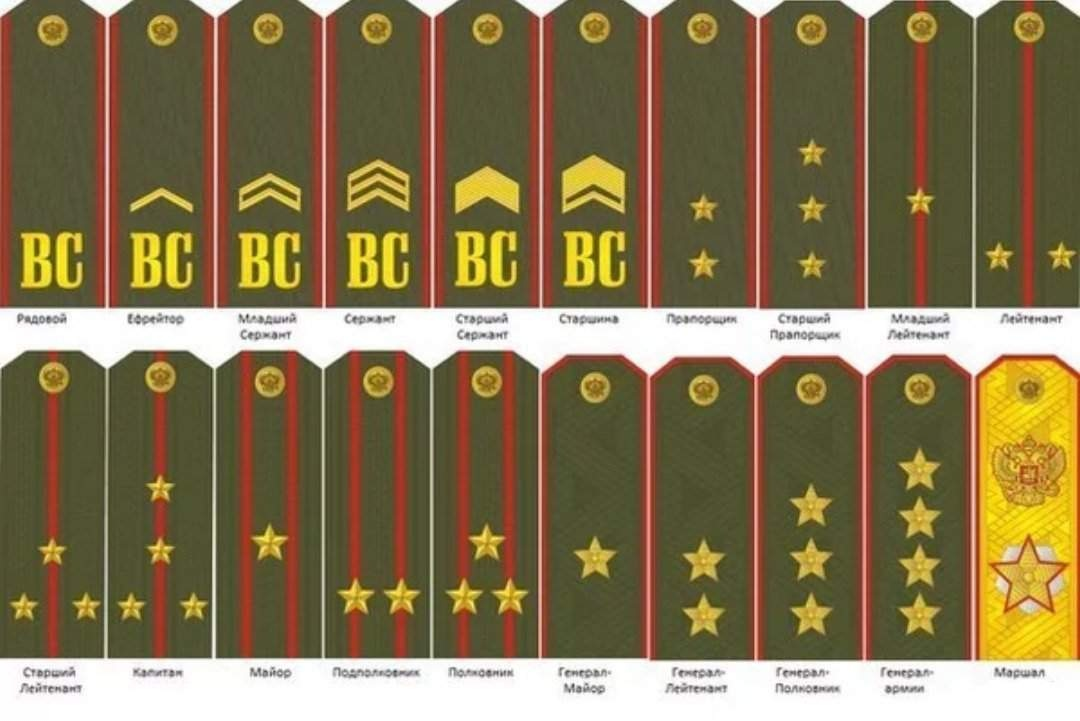 ВС ВС ВС ВС ВС ВС
Рядовой Ефрейтор Младший Сержант Старший Старшина Прапорщик Старший Младший Лейтенант
Сержант Сержант Прапорщик Лейтенант
Старший Капитан Майор Подполковник Полковник Генерал- Генерал- Генерал- Генерал- Маршал
Лейтенант Майор Лейтенант Полковник армии